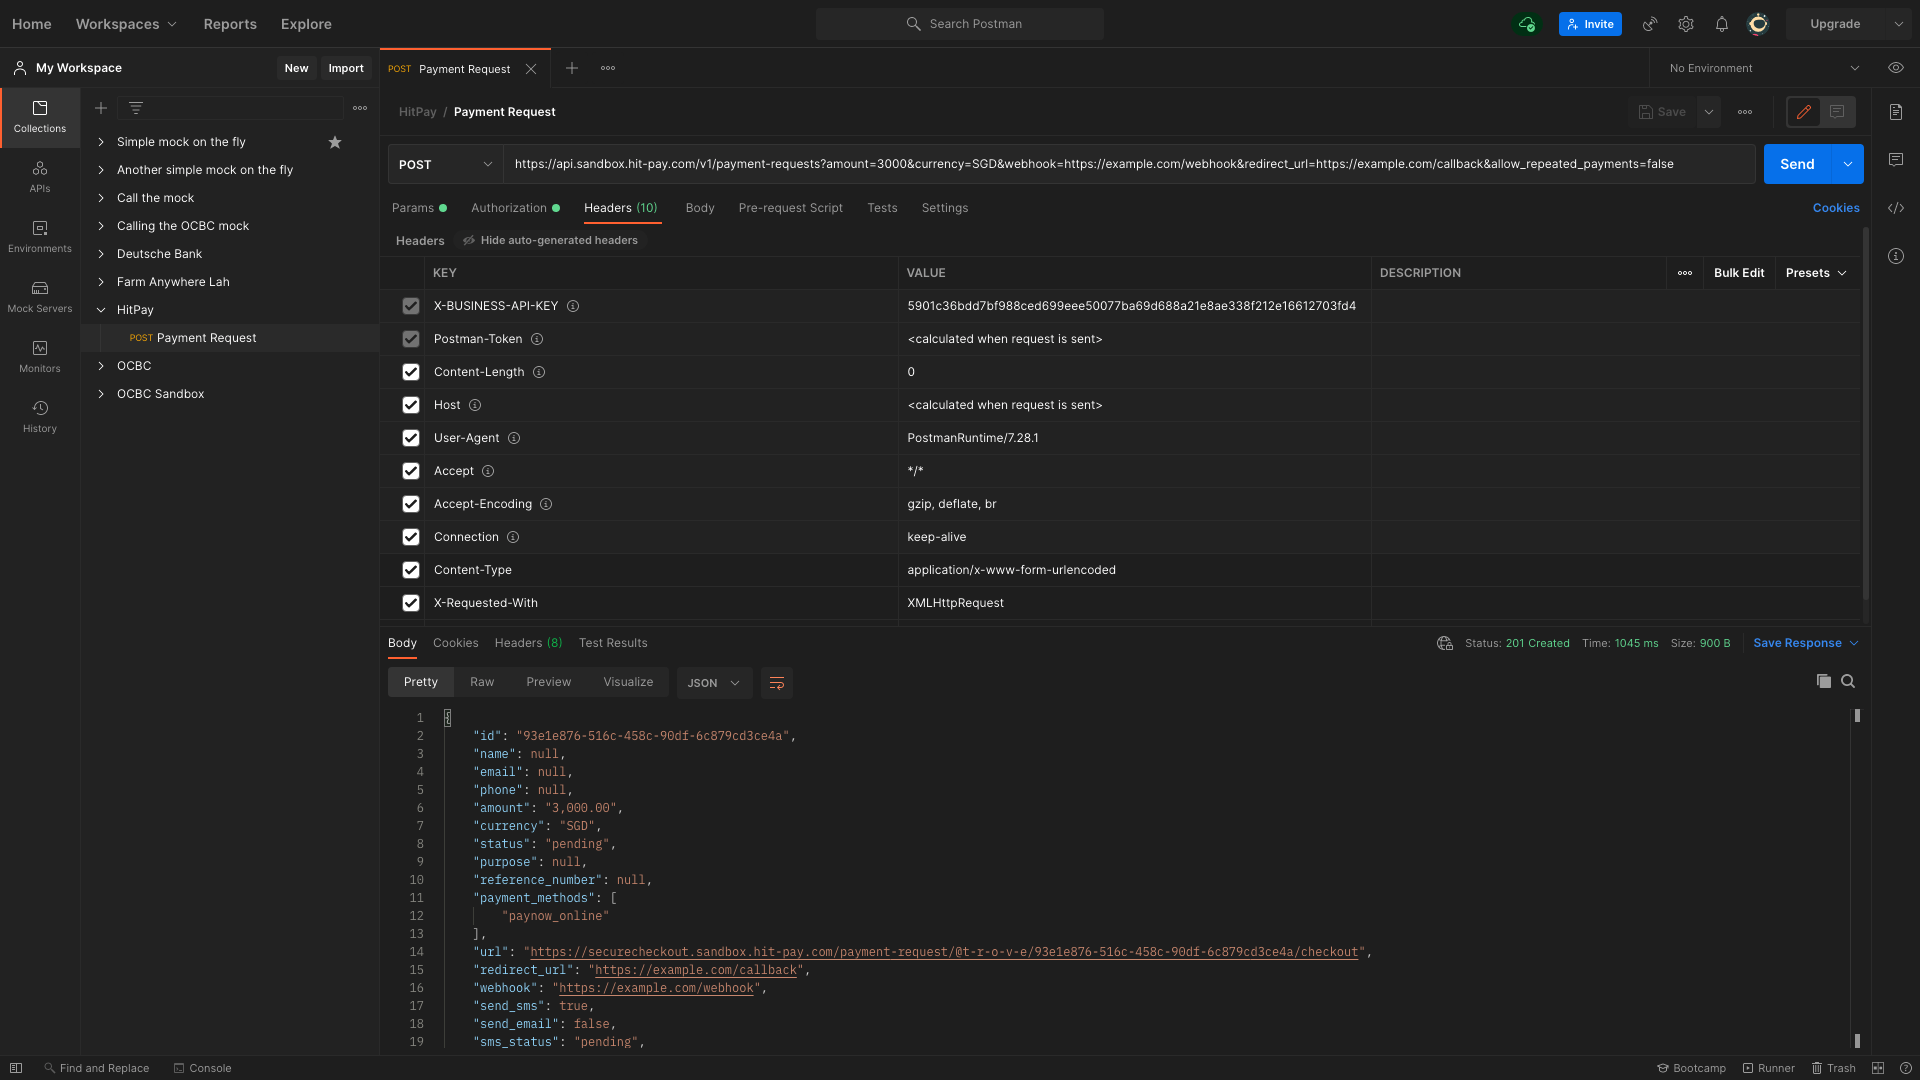 Home Workspaces Reports Explore Search Postman Invite Upgrade
My Workspace New Import POST Payment Request No Environment
HitPay / Payment Request Save
Collections
APIs
Environments
Mock Servers
Monitors
History
Simple mock on the fly
Another simple mock on the fly
Call the mock
Calling the OCBC mock
Deutsche Bank
Farm Anywhere Lah
HitPay
POST Payment Request
OCBC
OCBC Sandbox
POST https://api.sandbox.hit-pay.com/v1/payment-requests?amount=3000&currency=SGD&webhook=https://example.com/webhook&redirect_url=https://example.com/callback&allow_repeated_payments=false Send
Params Authorization Headers (10) Body Pre-request Script Tests Settings Cookies
Headers Hide auto-generated headers
KEY VALUE DESCRIPTION Bulk Edit Presets
X-BUSINESS-API-KEY 5901c36bdd7bf988ced699eee50077ba69d688a21e8ae338f212e16612703fd4
Postman-Token <calculated when request is sent>
Content-Length 0
Host <calculated when request is sent>
User-Agent PostmanRuntime/7.28.1
Accept */*
Accept-Encoding gzip, deflate, br
Connection keep-alive
Content-Type application/x-www-form-urlencoded
X-Requested-With XMLHttpRequest
Body Cookies Headers (8) Test Results Status: 201 Created Time: 1045 ms Size: 900 B Save Response
Pretty Raw Preview Visualize JSON
1 {
2 "id": "93e1e876-516c-458c-90df-6c879cd3ce4a",
3 "name": null,
4 "email": null,
5 "phone": null,
6 "amount": "3,000.00",
7 "currency": "SGD",
8 "status": "pending",
9 "purpose": null,
10 "reference_number": null,
11 "payment_methods": [
12 "paynow_online"
13 ],
14 "url": "https://securecheckout.sandbox.hit-pay.com/payment-request/@t-r-o-v-e/93e1e876-516c-458c-90df-6c879cd3ce4a/checkout",
15 "redirect_url": "https://example.com/callback",
16 "webhook": "https://example.com/webhook",
17 "send_sms": true,
18 "send_email": false,
19 "sms_status": "pending",
Find and Replace Console Bootcamp Runner Trash